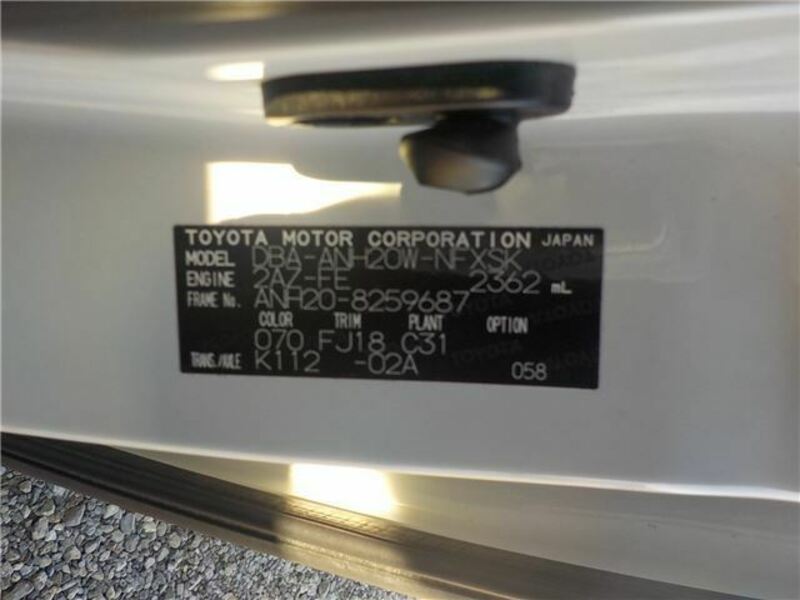 TOYOTA MOTOR CORPORATION JAPAN
MODEL DBA-ANH20W-NFXSK
ENGINE 2AZ-FE 2362 mL
FRAME No. ANH20-8259687
COLOR TRIM PLANT OPTION
070 FJ18 C31
TRANS./AXLE K112 -02A 058